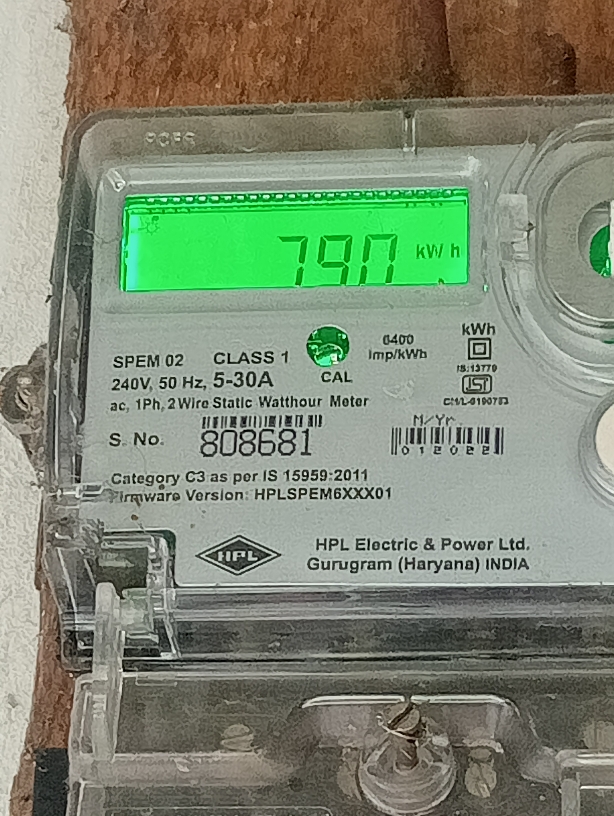 790 kW h
SPEM 02 CLASS 1
240V, 50 Hz, 5-30A
CAL
6400
imp/kWh
kWh
IS:13779
ac, 1Ph, 2 Wire Static Watthour Meter
S. No. 808681
M/Yr.
012022
Category C3 as per IS 15959:2011
Firmware Version: HPLSPEM6XXX01
HPL
HPL Electric & Power Ltd.
Gurugram (Haryana) INDIA